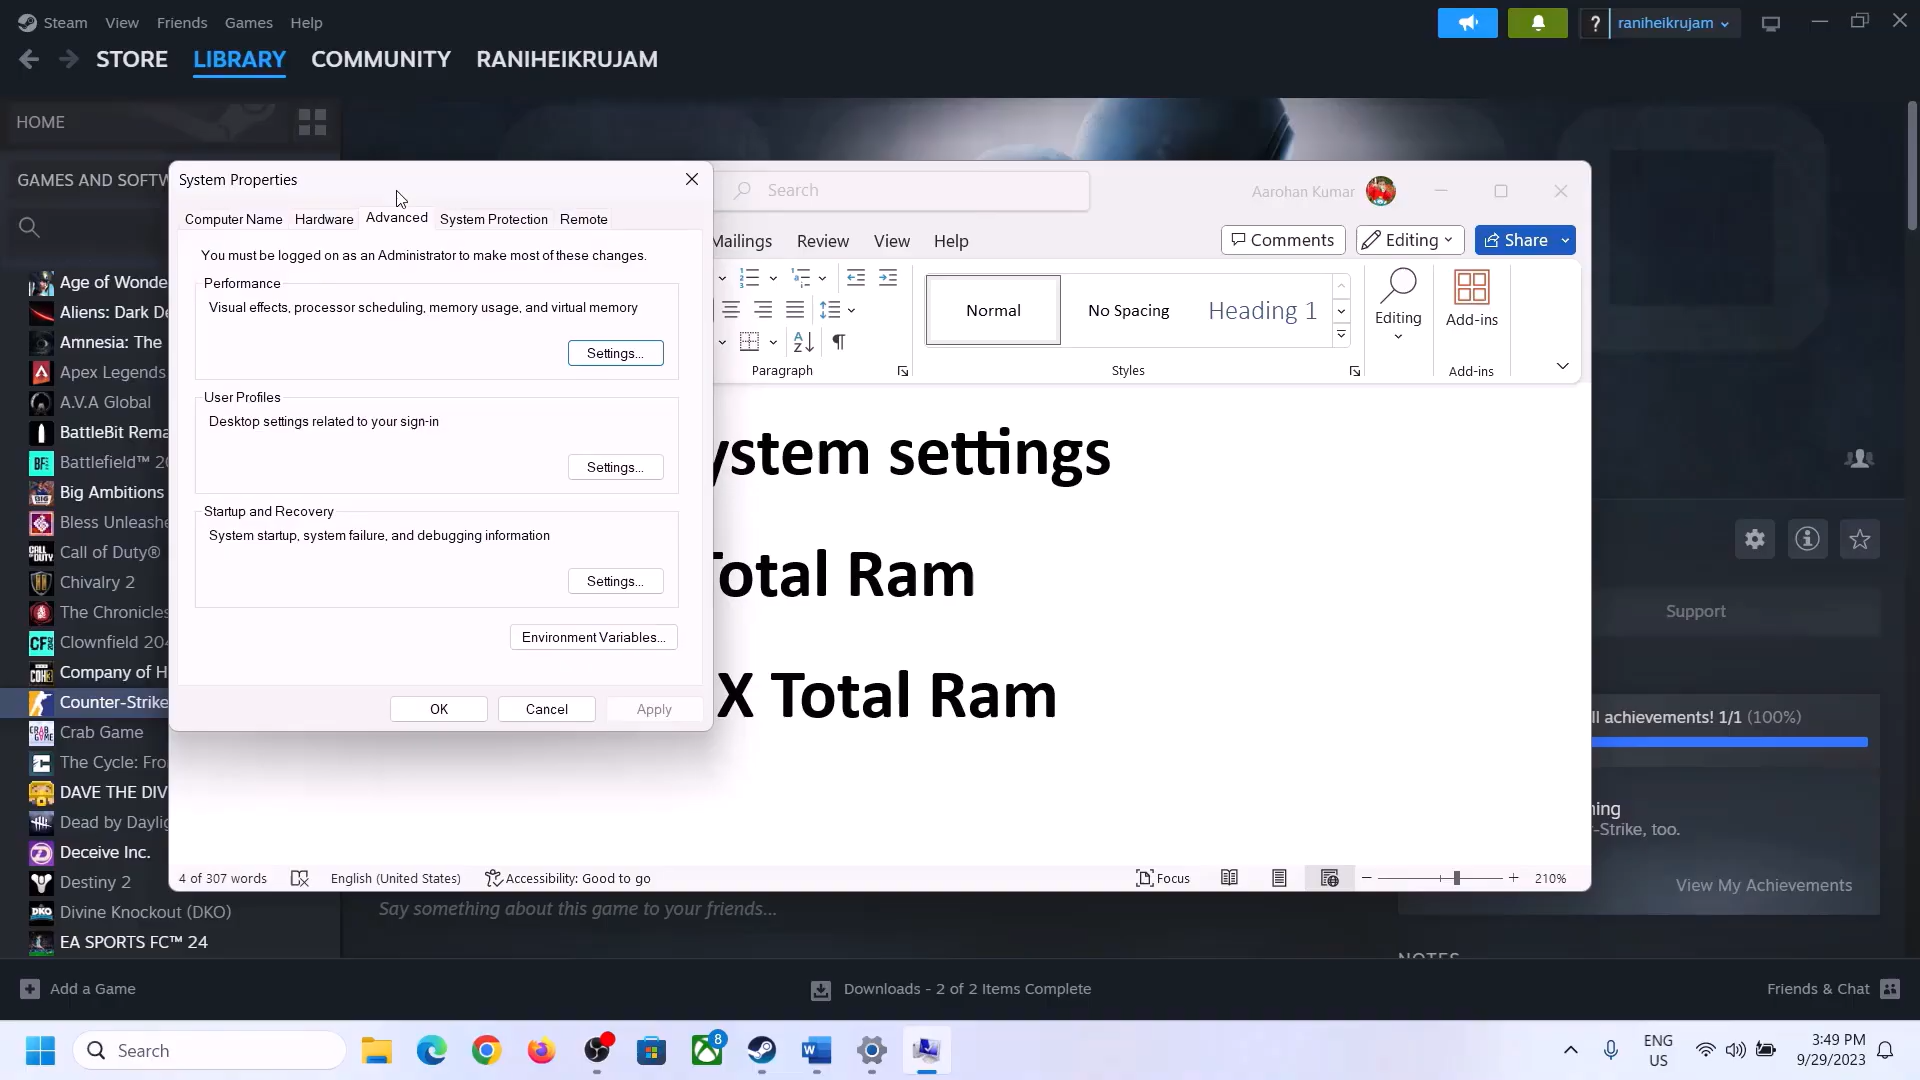 Steam View Friends Games Help
raniheikrujam
STORE LIBRARY COMMUNITY RANIHEIKRUJAM
HOME
GAMES AND SOFTW
Age of Wonde
Aliens: Dark De
Amnesia: The
Apex Legends
A.V.A Global
BattleBit Rema
Battlefield™ 20
Big Ambitions
Bless Unleashe
Call of Duty®
Chivalry 2
The Chronicles
Clownfield 204
Company of H
Counter-Strike
Crab Game
The Cycle: Fro
DAVE THE DIV
Dead by Daylig
Deceive Inc.
Destiny 2
Divine Knockout (DKO)
EA SPORTS FC™ 24
System Properties
Computer Name Hardware Advanced System Protection Remote
You must be logged on as an Administrator to make most of these changes.
Performance
Visual effects, processor scheduling, memory usage, and virtual memory
Settings...
User Profiles
Desktop settings related to your sign-in
Settings...
Startup and Recovery
System startup, system failure, and debugging information
Settings...
Environment Variables...
OK Cancel Apply
Search
Aarohan Kumar
Mailings Review View Help
Comments Editing Share
Normal No Spacing Heading 1
Editing
Add-ins
Paragraph Styles Add-ins
ystem settings
Total Ram
X Total Ram
4 of 307 words English (United States) Accessibility: Good to go Focus 210%
Support
ll achievements! 1/1 (100%)
ning
-Strike, too.
View My Achievements
Say something about this game to your friends...
NOTES
Add a Game
Downloads - 2 of 2 Items Complete
Friends & Chat
Search
8
ENG
US
3:49 PM
9/29/2023